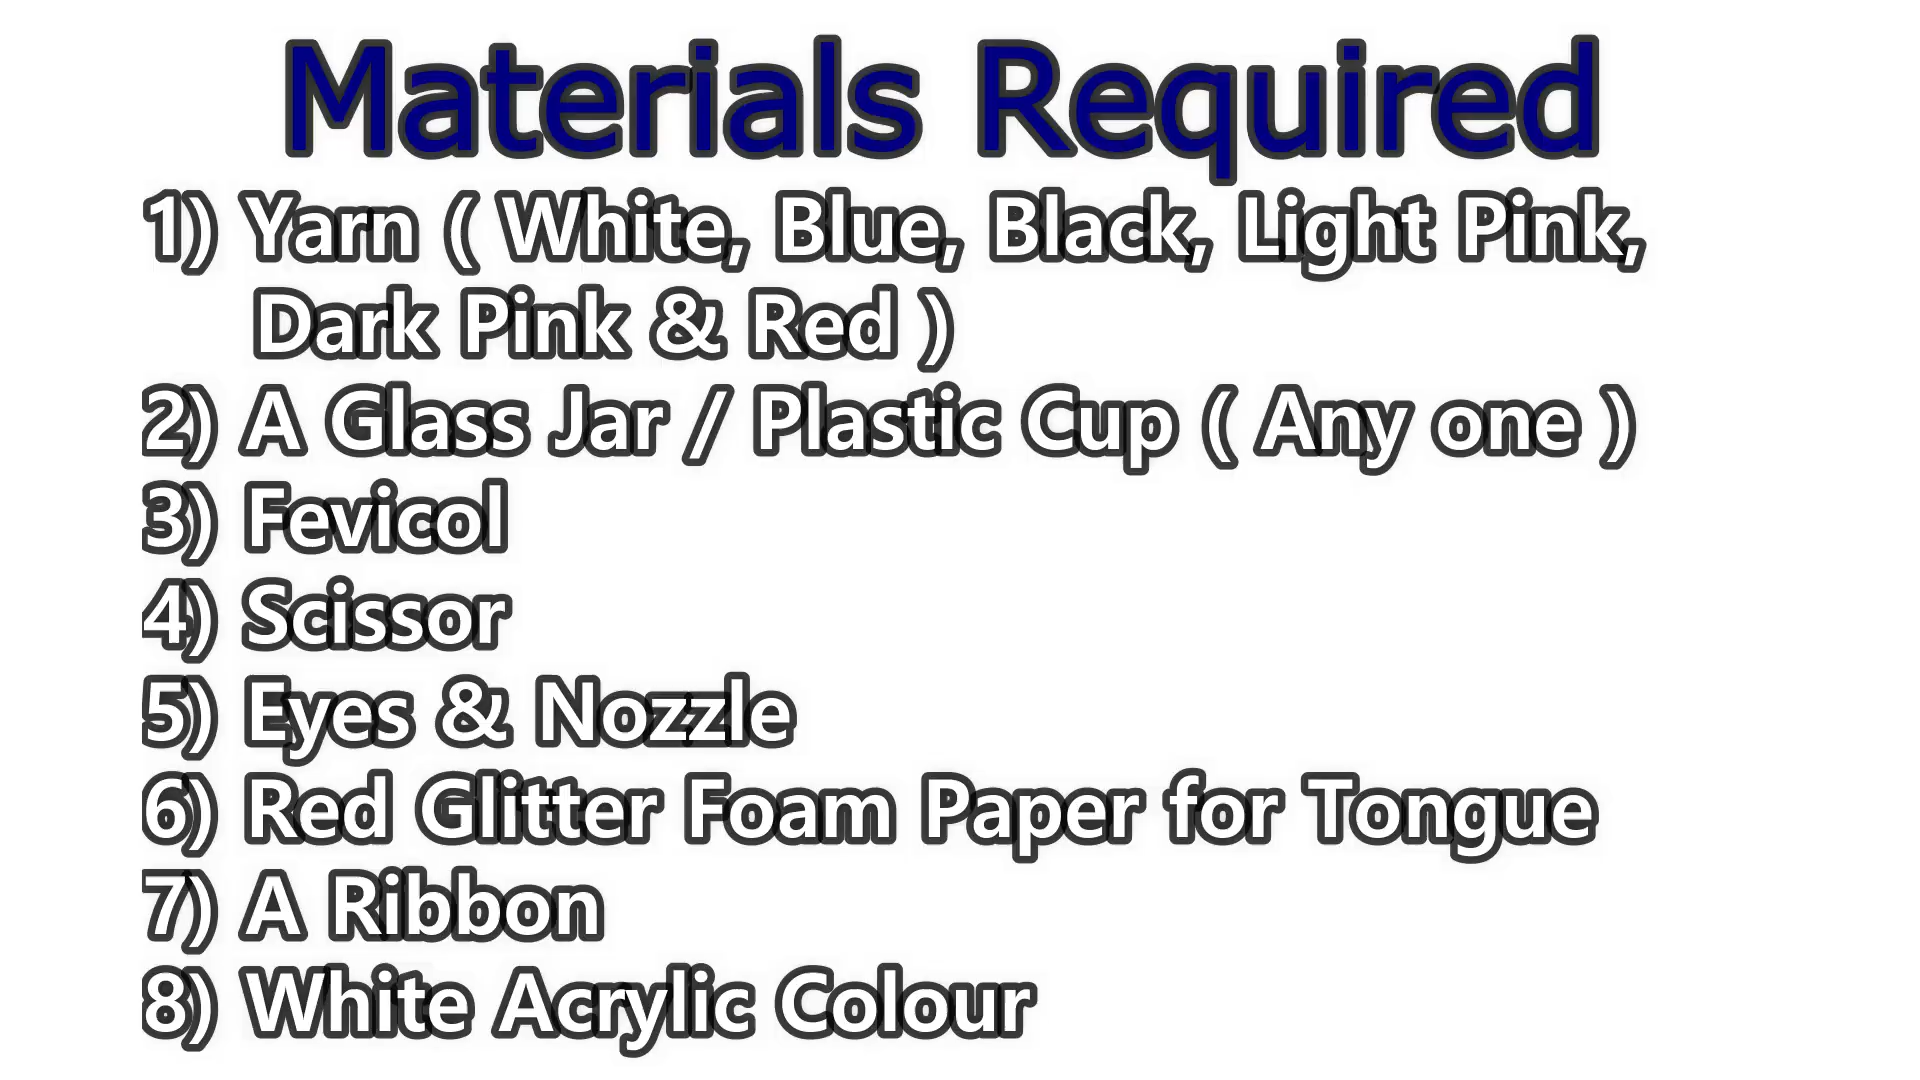 Materials Required
1) Yarn ( White, Blue, Black, Light Pink,
Dark Pink & Red )
2) A Glass Jar / Plastic Cup ( Any one )
3) Fevicol
4) Scissor
5) Eyes & Nozzle
6) Red Glitter Foam Paper for Tongue
7) A Ribbon
8) White Acrylic Colour